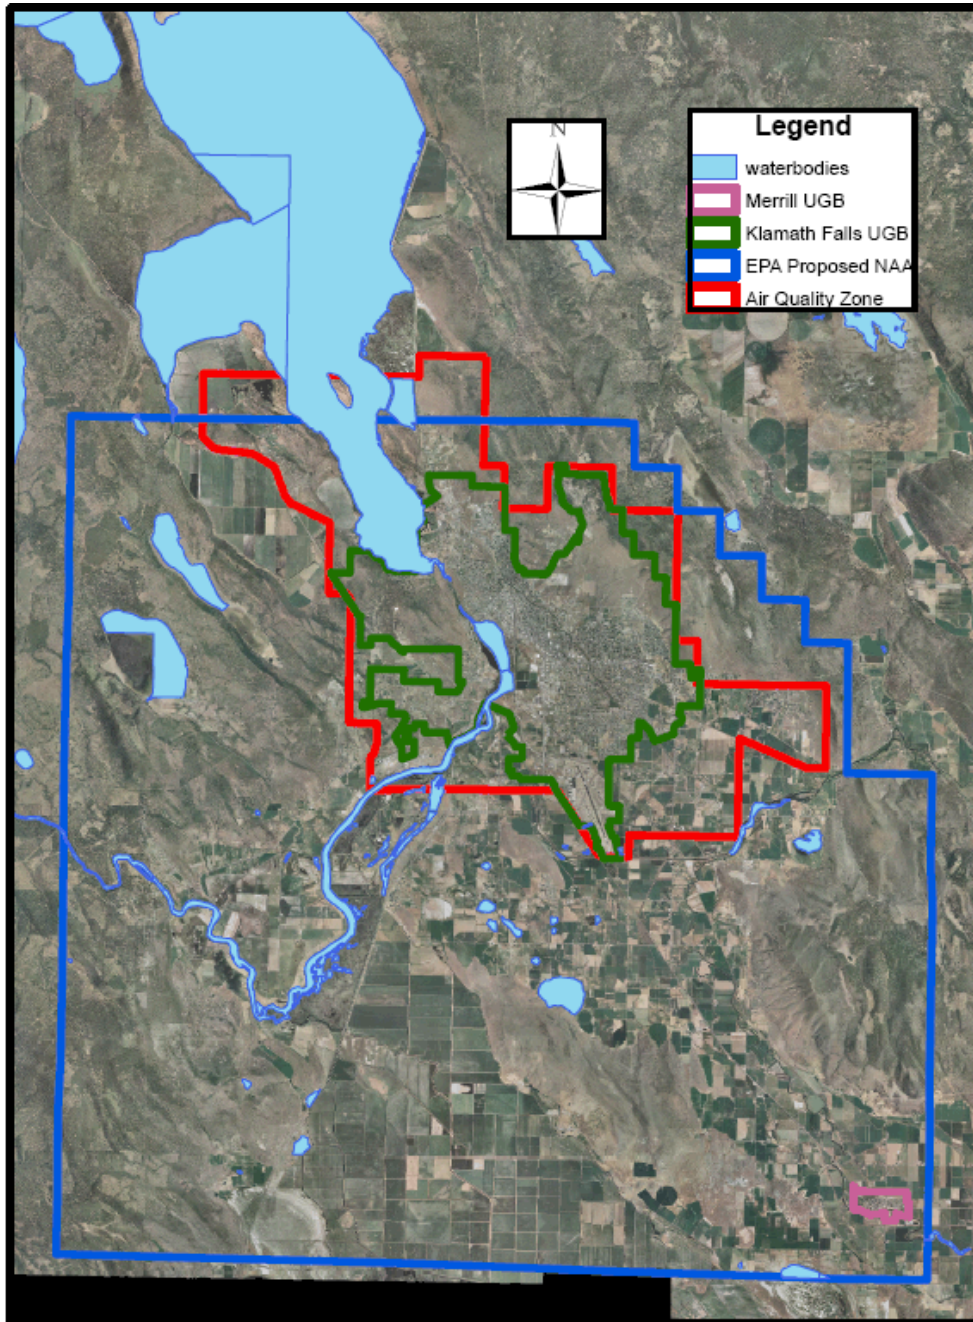 N
Legend
waterbodies
Merrill UGB
Klamath Falls UGB
EPA Proposed NAA
Air Quality Zone